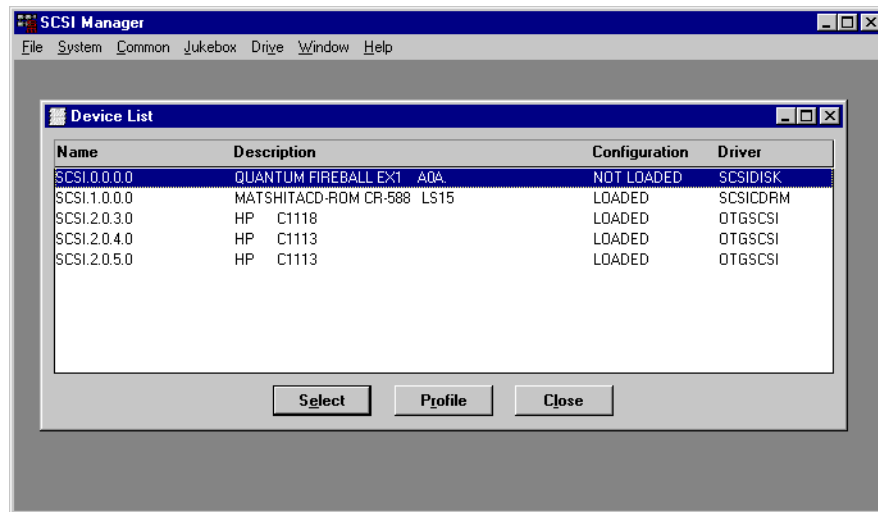 SCSI Manager
File System Common Jukebox Drive Window Help
Device List
Name Description Configuration Driver
SCSI.0.0.0.0 QUANTUM FIREBALL EX1 A0A. NOT LOADED SCSIDISK
SCSI.1.0.0.0 MATSHITACD-ROM CR-588 LS15 LOADED SCSICDRM
SCSI.2.0.3.0 HP C1118 LOADED OTGSCSI
SCSI.2.0.4.0 HP C1113 LOADED OTGSCSI
SCSI.2.0.5.0 HP C1113 LOADED OTGSCSI
Select Profile Close